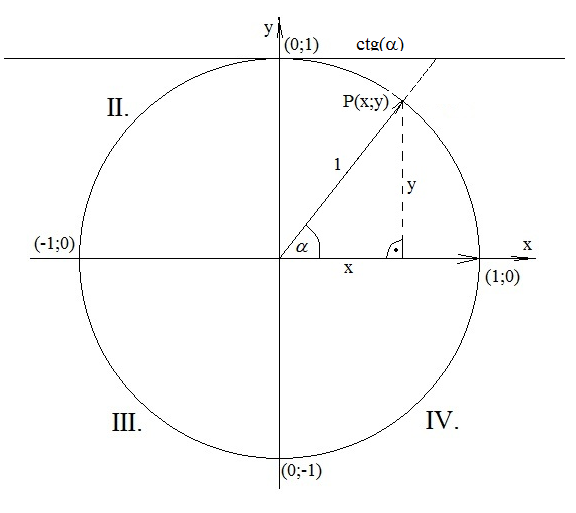 y
(0;1)
ctg(α)
P(x;y)
II.
1
y
α
(-1;0)
x
x
(1;0)
III.
IV.
(0;-1)